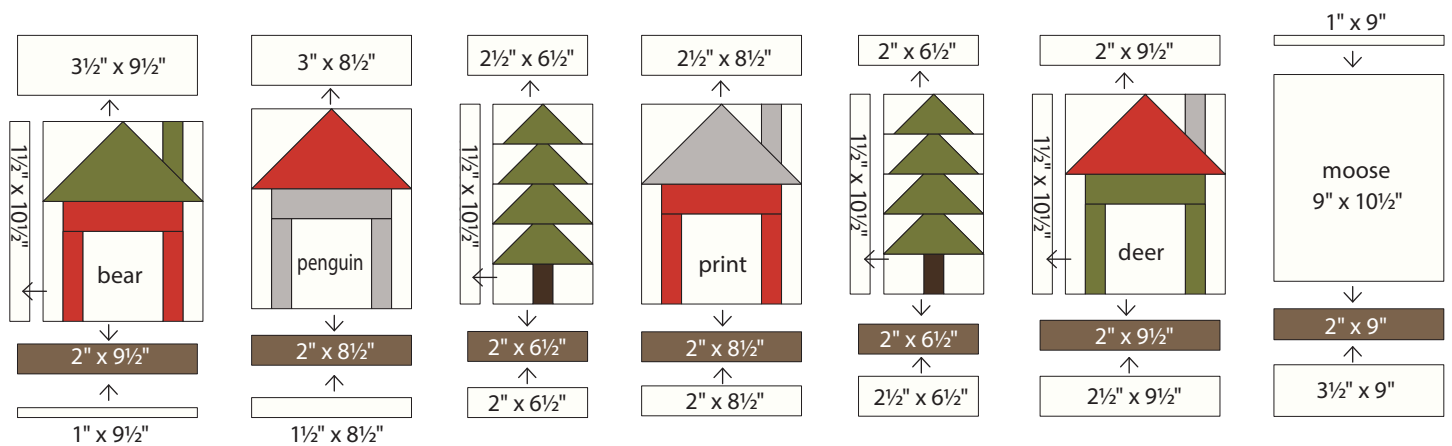 3½" x 9½"
1½" x 10½"
bear
2" x 9½"
1" x 9½"
3" x 8½"
penguin
2" x 8½"
1½" x 8½"
2½" x 6½"
1½" x 10½"
2" x 6½"
2" x 6½"
2½" x 8½"
print
2" x 8½"
2" x 8½"
2" x 6½"
1½" x 10½"
2" x 6½"
2½" x 6½"
2" x 9½"
1½" x 10½"
deer
2" x 9½"
2½" x 9½"
1" x 9"
moose
9" x 10½"
2" x 9"
3½" x 9"